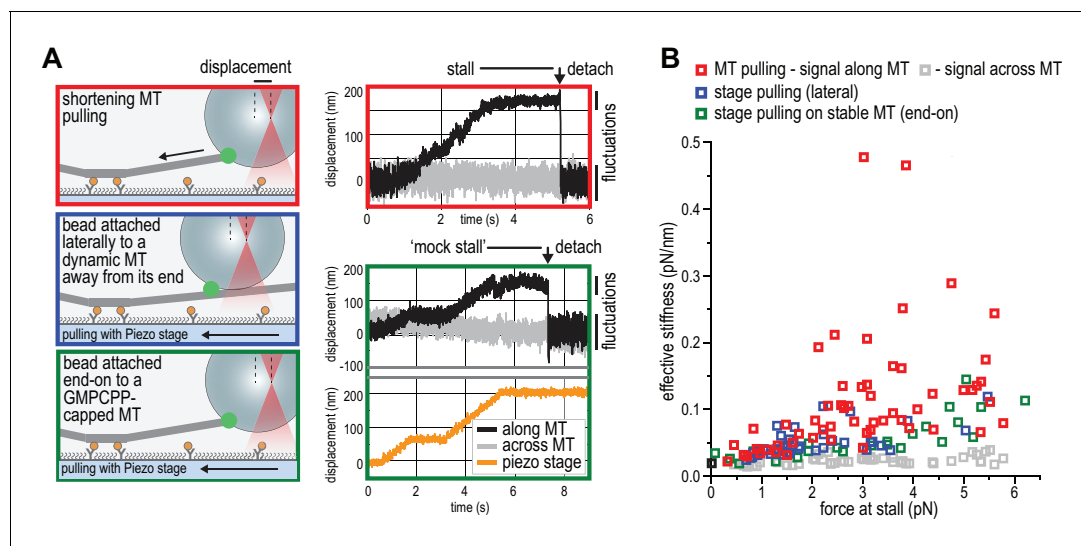 A
displacement
shortening MT
pulling
bead attached
laterally to a
dynamic MT
away from its end
pulling with Piezo stage
bead attached
end-on to a
GMPCPP-
capped MT
pulling with Piezo stage
stall
detach
displacement (nm)
200
100
0
fluctuations
0
2
4
6
time (s)
'mock stall'
detach
displacement (nm)
200
100
0
-100
fluctuations
200
100
0
displacement (nm)
along MT
across MT
piezo stage
0
2
4
6
8
time (s)
B
MT pulling - signal along MT
- signal across MT
stage pulling (lateral)
stage pulling on stable MT (end-on)
effective stiffness (pN/nm)
0.5
0.4
0.3
0.2
0.1
0.0
0
1
2
3
4
5
6
force at stall (pN)